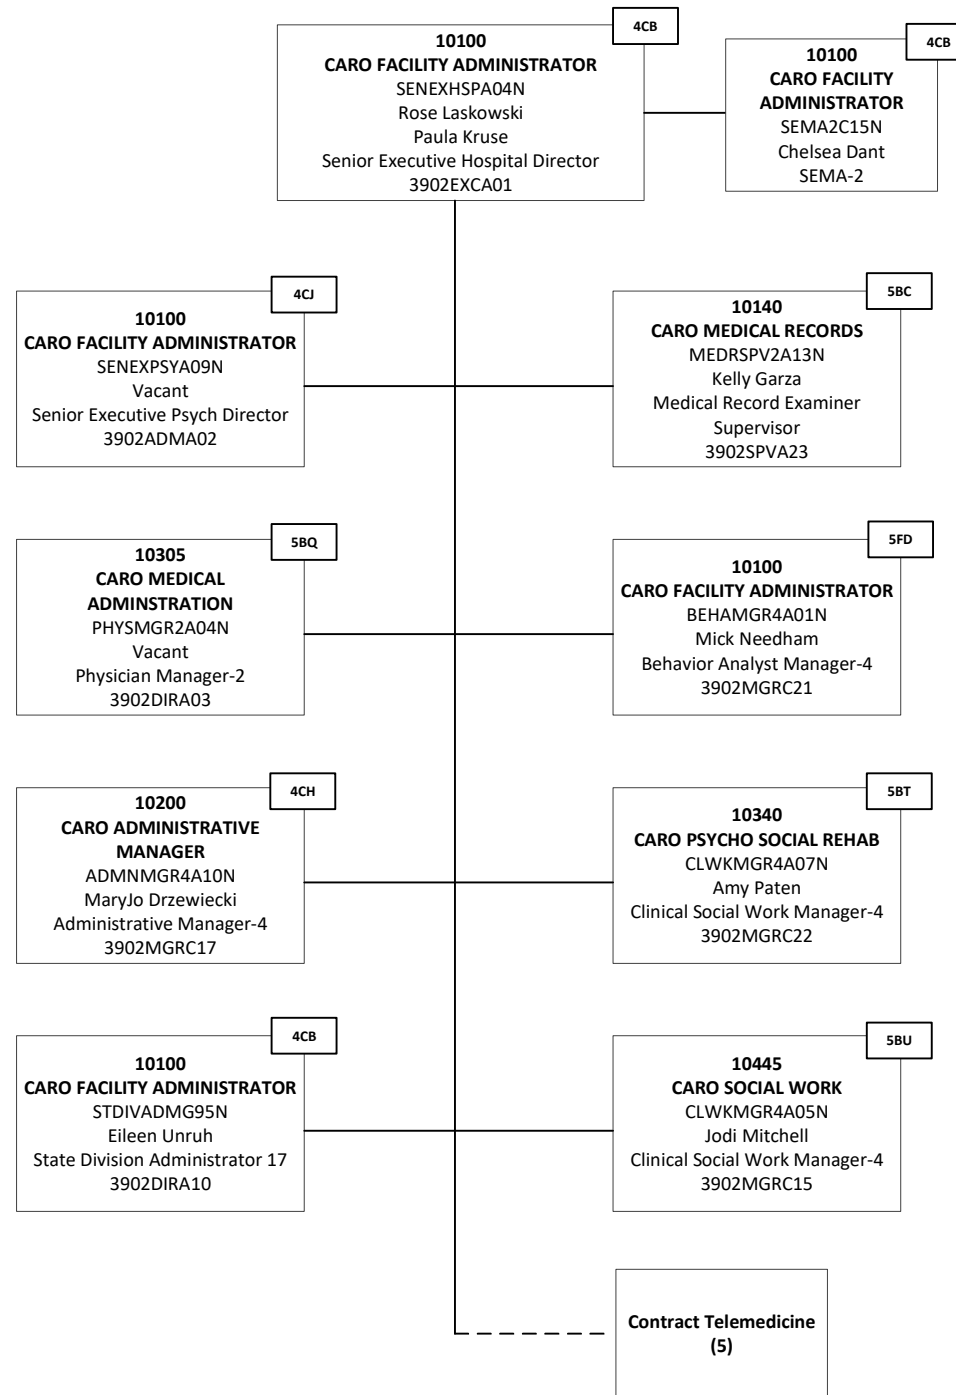 4CB
10100
CARO FACILITY ADMINISTRATOR
SENEXHSPA04N
Rose Laskowski
Paula Kruse
Senior Executive Hospital Director
3902EXCA01
4CB
10100
CARO FACILITY
ADMINISTRATOR
SEMA2C15N
Chelsea Dant
SEMA-2
4CJ
10100
CARO FACILITY ADMINISTRATOR
SENEXPSYA09N
Vacant
Senior Executive Psych Director
3902ADMA02
5BC
10140
CARO MEDICAL RECORDS
MEDRSPV2A13N
Kelly Garza
Medical Record Examiner
Supervisor
3902SPVA23
5BQ
10305
CARO MEDICAL
ADMINSTRATION
PHYSMGR2A04N
Vacant
Physician Manager-2
3902DIRA03
5FD
10100
CARO FACILITY ADMINISTRATOR
BEHAMGR4A01N
Mick Needham
Behavior Analyst Manager-4
3902MGRC21
4CH
10200
CARO ADMINISTRATIVE
MANAGER
ADMNMGR4A10N
MaryJo Drzewiecki
Administrative Manager-4
3902MGRC17
5BT
10340
CARO PSYCHO SOCIAL REHAB
CLWKMGR4A07N
Amy Paten
Clinical Social Work Manager-4
3902MGRC22
4CB
10100
CARO FACILITY ADMINISTRATOR
STDIVADMG95N
Eileen Unruh
State Division Administrator 17
3902DIRA10
5BU
10445
CARO SOCIAL WORK
CLWKMGR4A05N
Jodi Mitchell
Clinical Social Work Manager-4
3902MGRC15
Contract Telemedicine
(5)